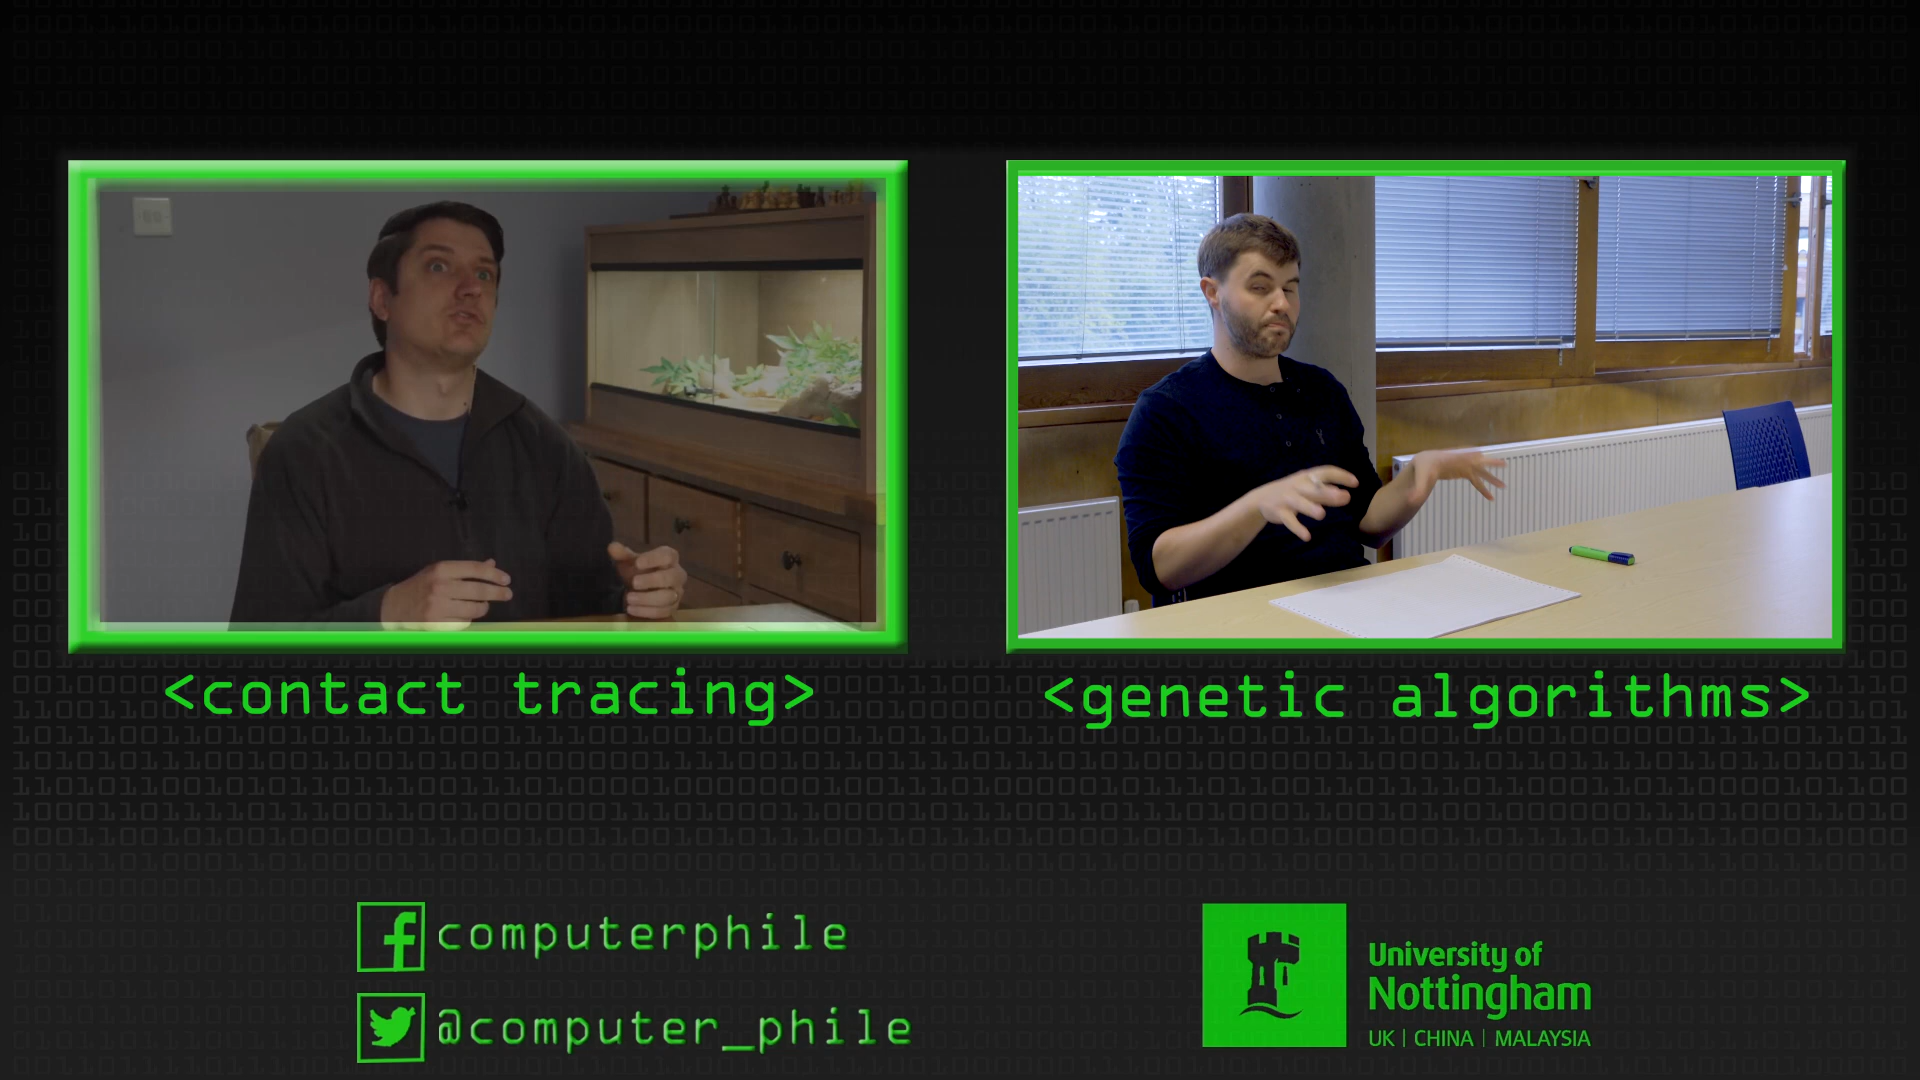 <contact tracing>
<genetic algorithms>
computerphile
@computer_phile
University of
Nottingham
UK | CHINA | MALAYSIA